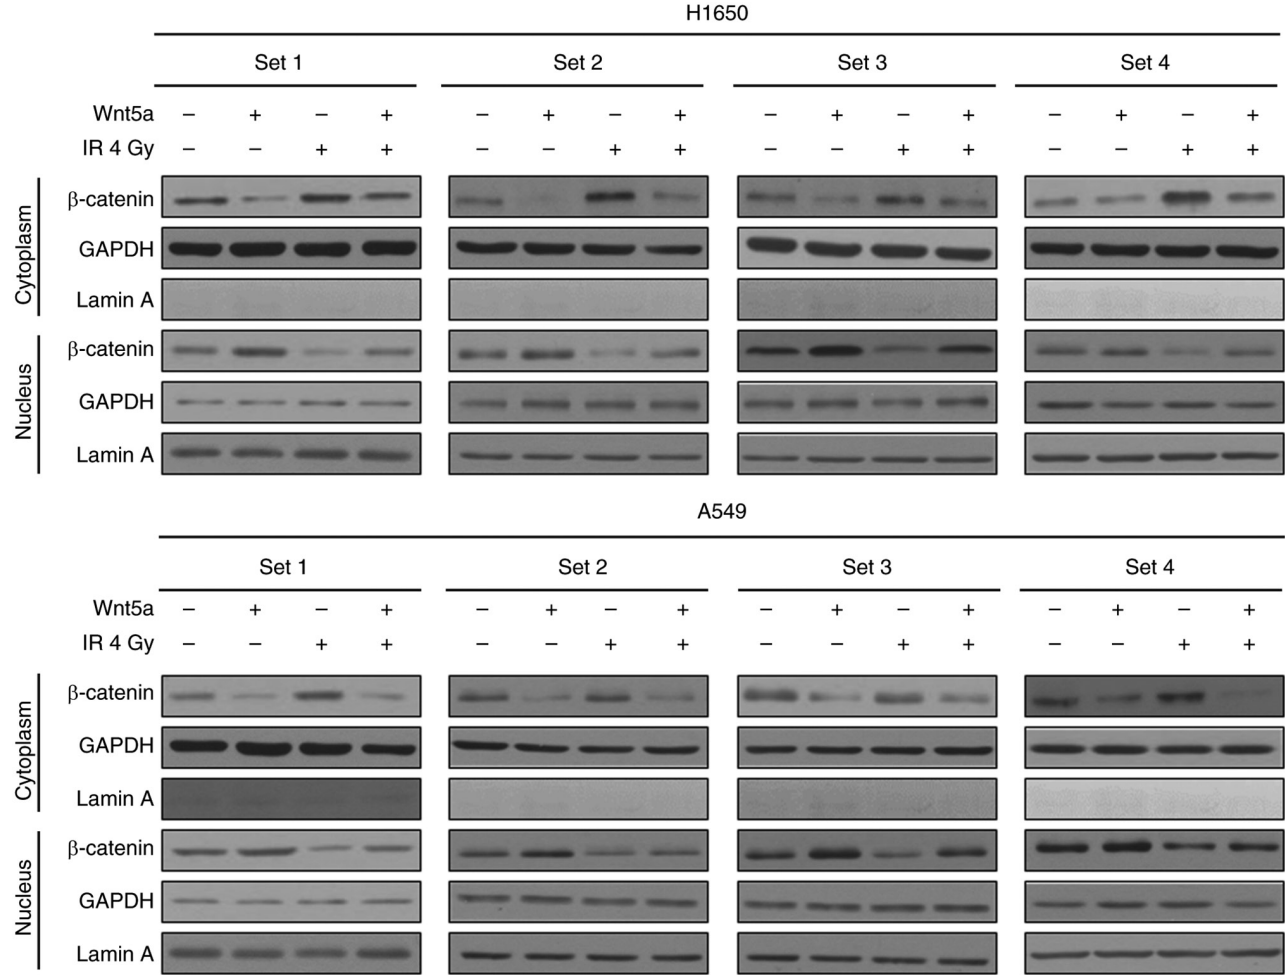 H1650
Set 1 Set 2 Set 3 Set 4
Wnt5a − + − + − + − + − + − + − + − +
IR 4 Gy − − + + − − + + − − + + − − + +
Cytoplasm
β-catenin
GAPDH
Lamin A
Nucleus
β-catenin
GAPDH
Lamin A
A549
Set 1 Set 2 Set 3 Set 4
Wnt5a − + − + − + − + − + − + − + − +
IR 4 Gy − − + + − − + + − − + + − − + +
Cytoplasm
β-catenin
GAPDH
Lamin A
Nucleus
β-catenin
GAPDH
Lamin A